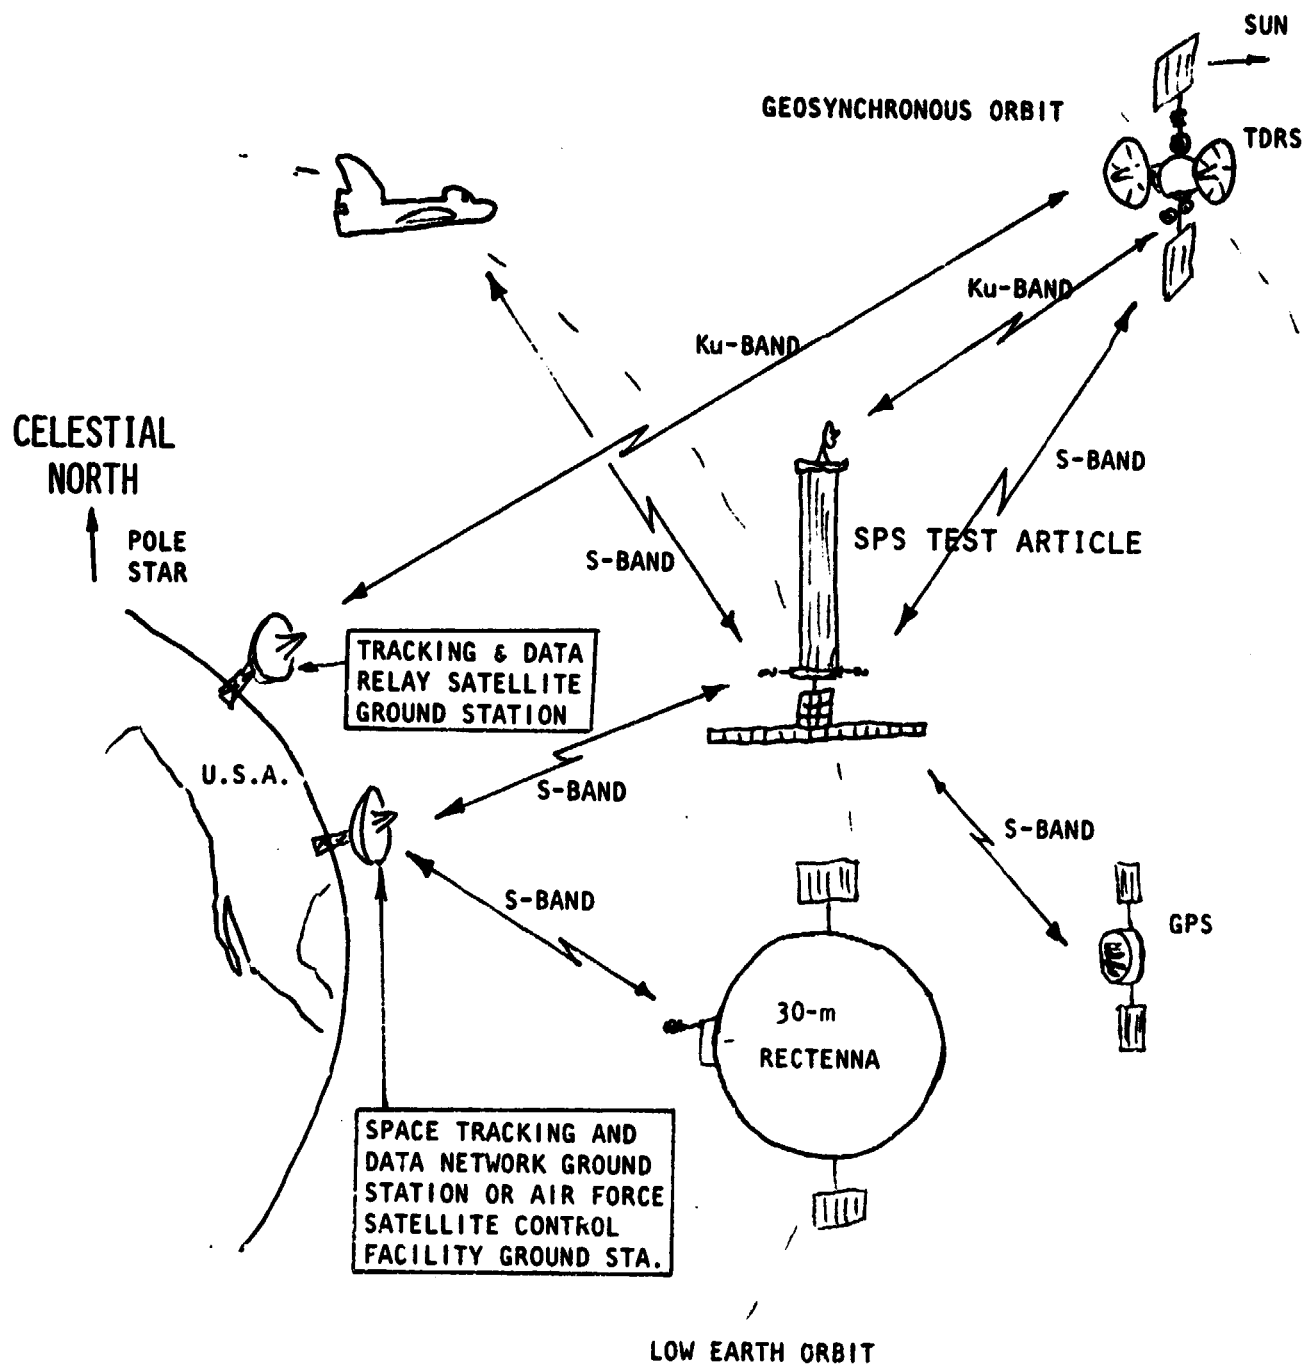 SUN
GEOSYNCHRONOUS ORBIT
TDRS
Ku-BAND
Ku-BAND
CELESTIAL
NORTH
POLE
STAR
S-BAND
S-BAND
SPS TEST ARTICLE
TRACKING & DATA
RELAY SATELLITE
GROUND STATION
U.S.A.
S-BAND
S-BAND
S-BAND
GPS
30-m
RECTENNA
SPACE TRACKING AND
DATA NETWORK GROUND
STATION OR AIR FORCE
SATELLITE CONTROL
FACILITY GROUND STA.
LOW EARTH ORBIT